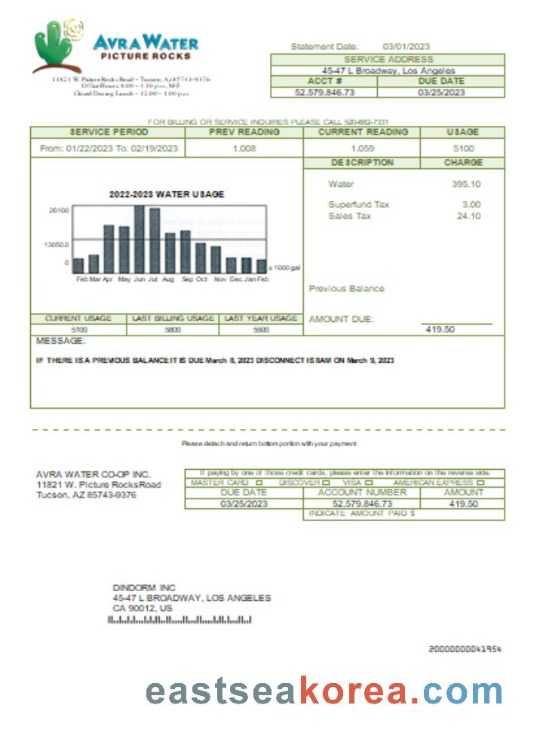 AVRA WATER
PICTURE ROCKS
11821 W. Picture Rocks Road ~ Tucson, Az 85743-9376
Office Hours: 8:00 - 4:30 p.m., M-F
Closed During Lunch - 12:00 - 1:00 p.m.
Statement Date: 03/01/2023
SERVICE ADDRESS
45-47 L Broadway, Los Angeles
ACCT # DUE DATE
52.579.846.73 03/25/2023
FOR BILLING OR SERVICE INQUIRES PLEASE CALL 520-682-7331
SERVICE PERIOD PREV READING CURRENT READING USAGE
From: 01/22/2023 To: 02/19/2023 1.008 1.059 5100
DESCRIPTION CHARGE
Water 395.10
Superfund Tax 3.00
Sales Tax 24.10
2022-2023 WATER USAGE
26100
13050.0
0
x 1000 gal
Feb Mar Apr May Jun Jul Aug Sep Oct Nov Dec Jan Feb
Previous Balance
CURRENT USAGE LAST BILLING USAGE LAST YEAR USAGE
5100 5800 5500
AMOUNT DUE:
419.50
MESSAGE:
IF THERE IS A PREVIOUS BALANCE IT IS DUE March 8, 2023 DISCONNECT IS 8AM ON March 9, 2023
Please detach and return bottom portion with your payment
AVRA WATER CO-OP INC.
11821 W. Picture RocksRoad
Tucson, AZ 85743-9376
If paying by one of those credit cards, please enter the information on the reverse side.
MASTER CARD DISCOVER VISA AMERICAN EXPRESS
DUE DATE ACCOUNT NUMBER AMOUNT
03/25/2023 52.579.846.73 419.50
INDICATE AMOUNT PAID $
DINDORM INC
45-47 L BROADWAY, LOS ANGELES
CA 90012, US
20000000041954
eastseakorea.com